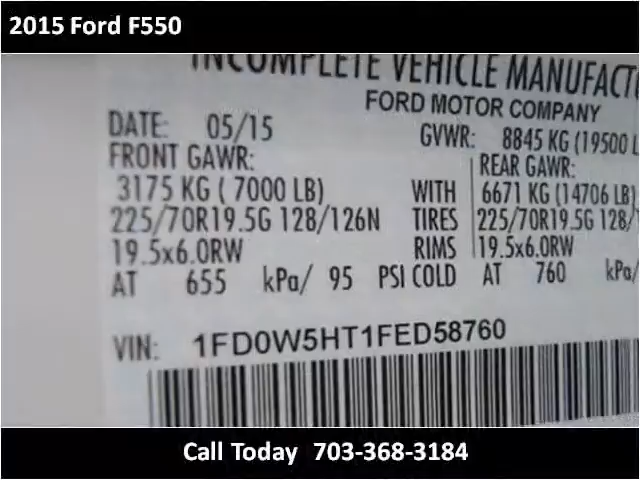 2015 Ford F550
INCOMPLETE VEHICLE MANUFACT
FORD MOTOR COMPANY
DATE: 05/15 GVWR: 8845 KG (19500 L
FRONT GAWR: REAR GAWR:
3175 KG ( 7000 LB) WITH 6671 KG (14706 LB)
225/70R19.5G 128/126N TIRES 225/70R19.5G 128/
19.5x6.0RW RIMS 19.5x6.0RW
AT 655 kPa/ 95 PSI COLD AT 760 kPa/
VIN: 1FD0W5HT1FED58760
Call Today 703-368-3184